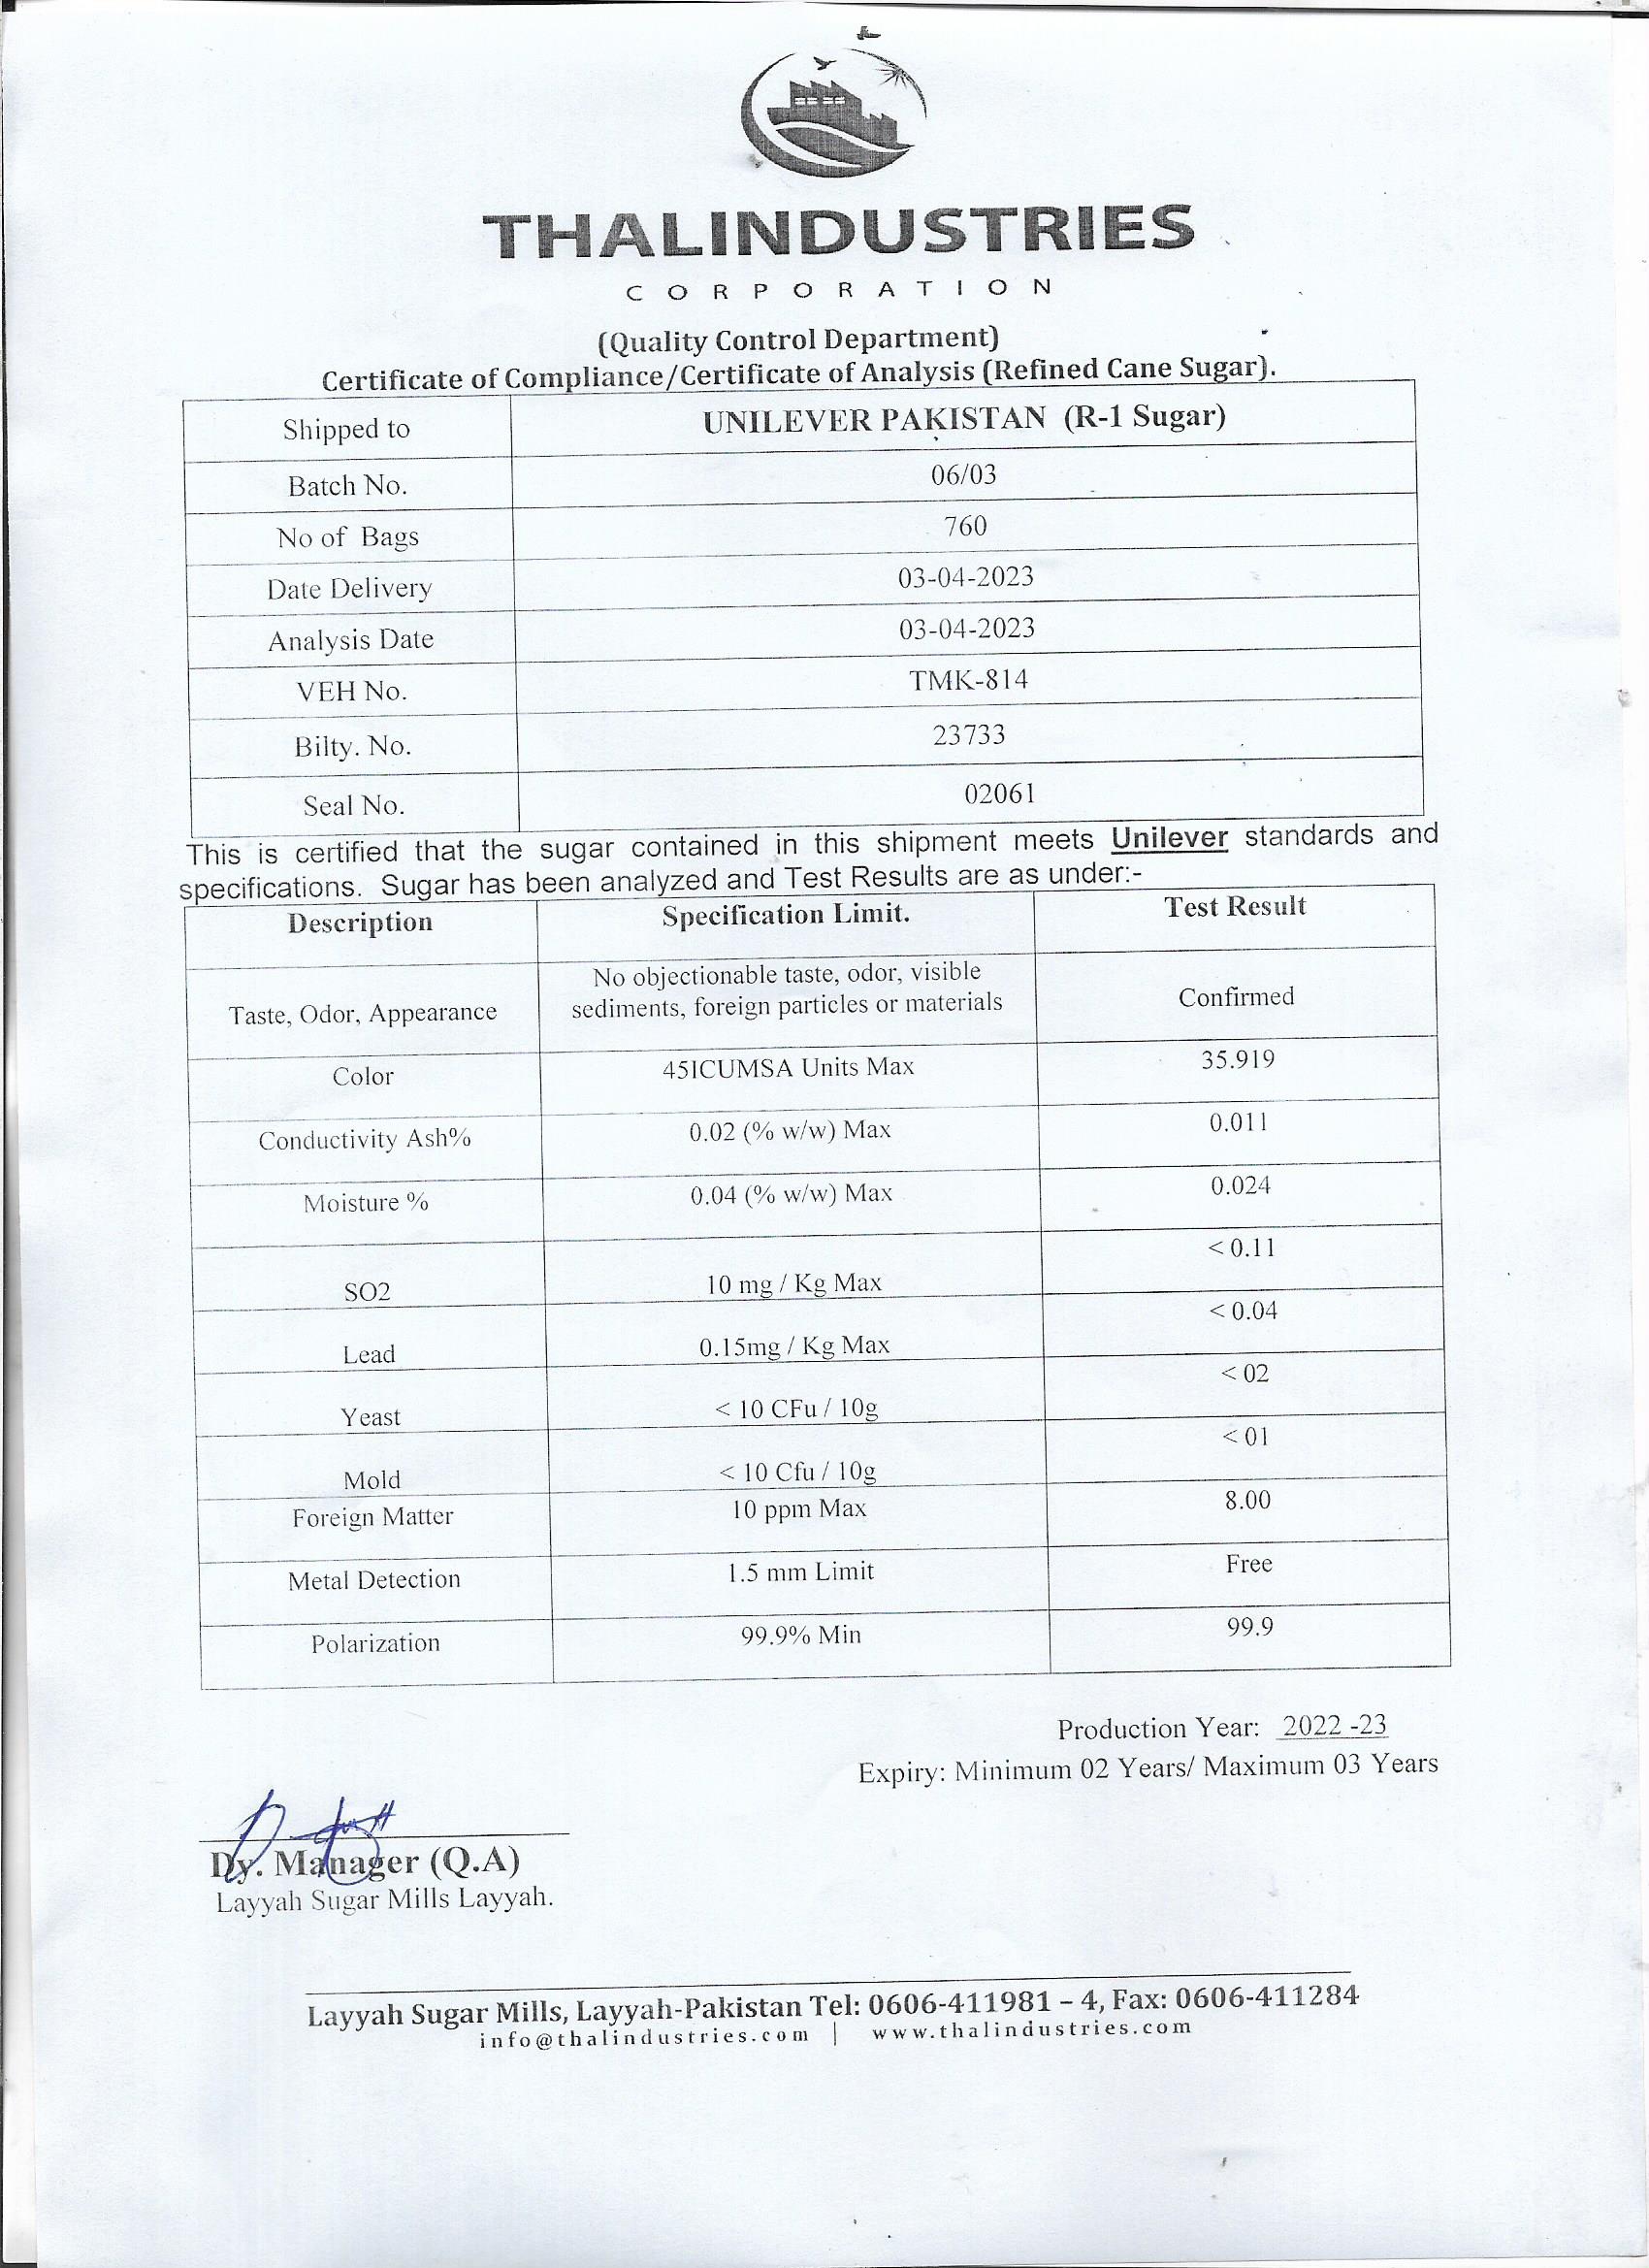 THALINDUSTRIES
CORPORATION
(Quality Control Department)
Certificate of Compliance/Certificate of Analysis (Refined Cane Sugar).
Shipped to UNILEVER PAKISTAN (R-1 Sugar)
Batch No. 06/03
No of Bags 760
Date Delivery 03-04-2023
Analysis Date 03-04-2023
VEH No. TMK-814
Bilty. No. 23733
Seal No. 02061
This is certified that the sugar contained in this shipment meets Unilever standards and
specifications. Sugar has been analyzed and Test Results are as under:-
Description Specification Limit. Test Result
Taste, Odor, Appearance No objectionable taste, odor, visible
sediments, foreign particles or materials Confirmed
Color 45ICUMSA Units Max 35.919
Conductivity Ash% 0.02 (% w/w) Max 0.011
Moisture % 0.04 (% w/w) Max 0.024
SO2 10 mg / Kg Max < 0.11
Lead 0.15mg / Kg Max < 0.04
Yeast < 10 CFu / 10g < 02
Mold < 10 Cfu / 10g < 01
Foreign Matter 10 ppm Max 8.00
Metal Detection 1.5 mm Limit Free
Polarization 99.9% Min 99.9
Production Year: 2022 -23
Expiry: Minimum 02 Years/ Maximum 03 Years
Dy. Manager (Q.A)
Layyah Sugar Mills Layyah.
Layyah Sugar Mills, Layyah-Pakistan Tel: 0606-411981 – 4, Fax: 0606-411284
info@thalindustries.com | www.thalindustries.com